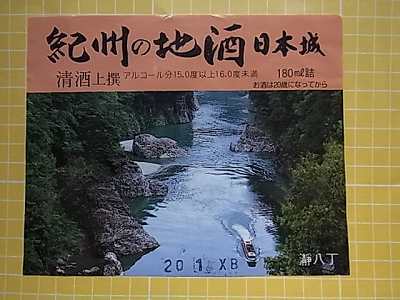 紀州の地酒日本城
清酒上撰 アルコール分15.0度以上16.0度未満 180ml詰
お酒は20歳になってから
瀞八丁
20 1. XB